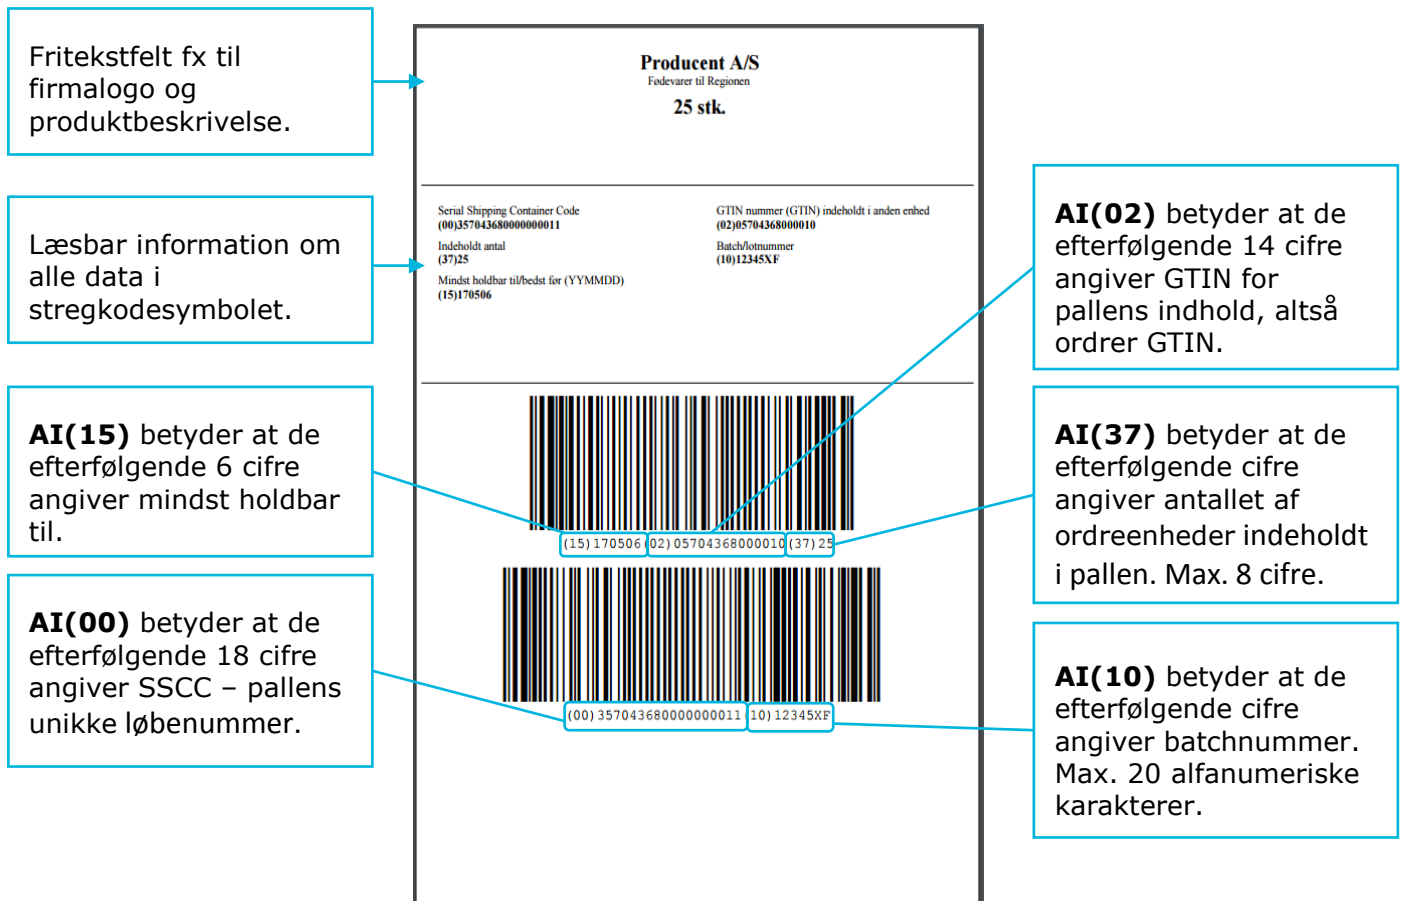 Fritekstfelt fx til
firmalogo og
produktbeskrivelse.
Læsbar information om
alle data i
stregkodesymbolet.
AI(15) betyder at de
efterfølgende 6 cifre
angiver mindst holdbar
til.
AI(00) betyder at de
efterfølgende 18 cifre
angiver SSCC – pallens
unikke løbenummer.
Producent A/S
Fødevarer til Regionen
25 stk.
Serial Shipping Container Code
(00)357043680000000011
Indeholdt antal
(37)25
Mindst holdbar til/bedst før (YYMMDD)
(15)170506
GTIN nummer (GTIN) indeholdt i anden enhed
(02)05704368000010
Batch/lotnummer
(10)12345XF
(15)170506(02)05704368000010(37)25
(00)357043680000000011(10)12345XF
AI(02) betyder at de
efterfølgende 14 cifre
angiver GTIN for
pallens indhold, altså
ordrer GTIN.
AI(37) betyder at de
efterfølgende cifre
angiver antallet af
ordreenheder indeholdt
i pallen. Max. 8 cifre.
AI(10) betyder at de
efterfølgende cifre
angiver batchnummer.
Max. 20 alfanumeriske
karakterer.